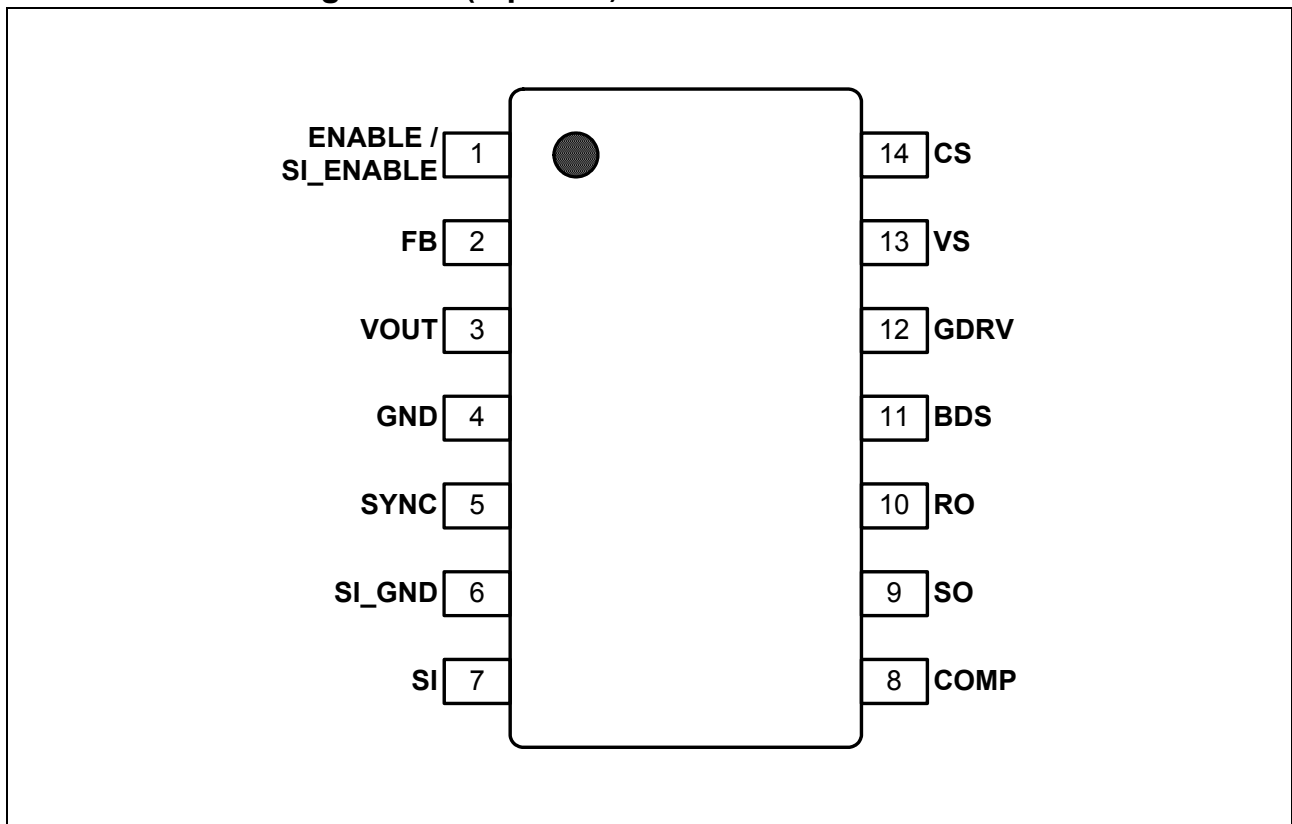 ENABLE /
SI_ENABLE 1
14 CS
FB 2
13 VS
VOUT 3
12 GDRV
GND 4
11 BDS
SYNC 5
10 RO
SI_GND 6
9 SO
SI 7
8 COMP